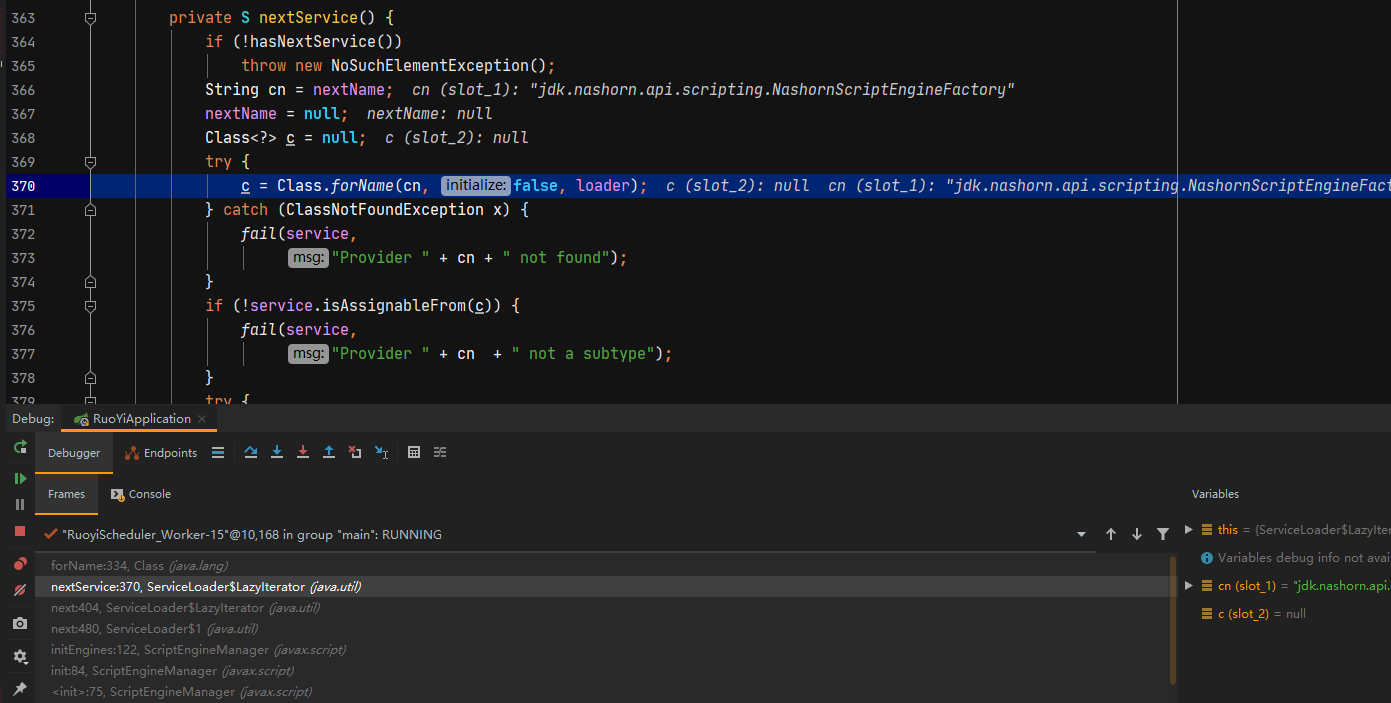 363 private S nextService() {
364 if (!hasNextService())
365 throw new NoSuchElementException();
366 String cn = nextName; cn (slot_1): "jdk.nashorn.api.scripting.NashornScriptEngineFactory"
367 nextName = null; nextName: null
368 Class<?> c = null; c (slot_2): null
369 try {
370 c = Class.forName(cn, initialize: false, loader); c (slot_2): null cn (slot_1): "jdk.nashorn.api.scripting.NashornScriptEngineFact
371 } catch (ClassNotFoundException x) {
372 fail(service,
373 msg: "Provider " + cn + " not found");
374 }
375 if (!service.isAssignableFrom(c)) {
376 fail(service,
377 msg: "Provider " + cn + " not a subtype");
378 }
379 try {
Debug: RuoYiApplication
Debugger Endpoints
Frames Console
Variables
"RuoyiScheduler_Worker-15"@10,168 in group "main": RUNNING
this = {ServiceLoader$LazyIter
forName:334, Class (java.lang)
Variables debug info not avai
nextService:370, ServiceLoader$LazyIterator (java.util)
cn (slot_1) = "jdk.nashorn.api.
next:404, ServiceLoader$LazyIterator (java.util)
c (slot_2) = null
next:480, ServiceLoader$1 (java.util)
initEngines:122, ScriptEngineManager (javax.script)
init:84, ScriptEngineManager (javax.script)
<init>:75, ScriptEngineManager (javax.script)